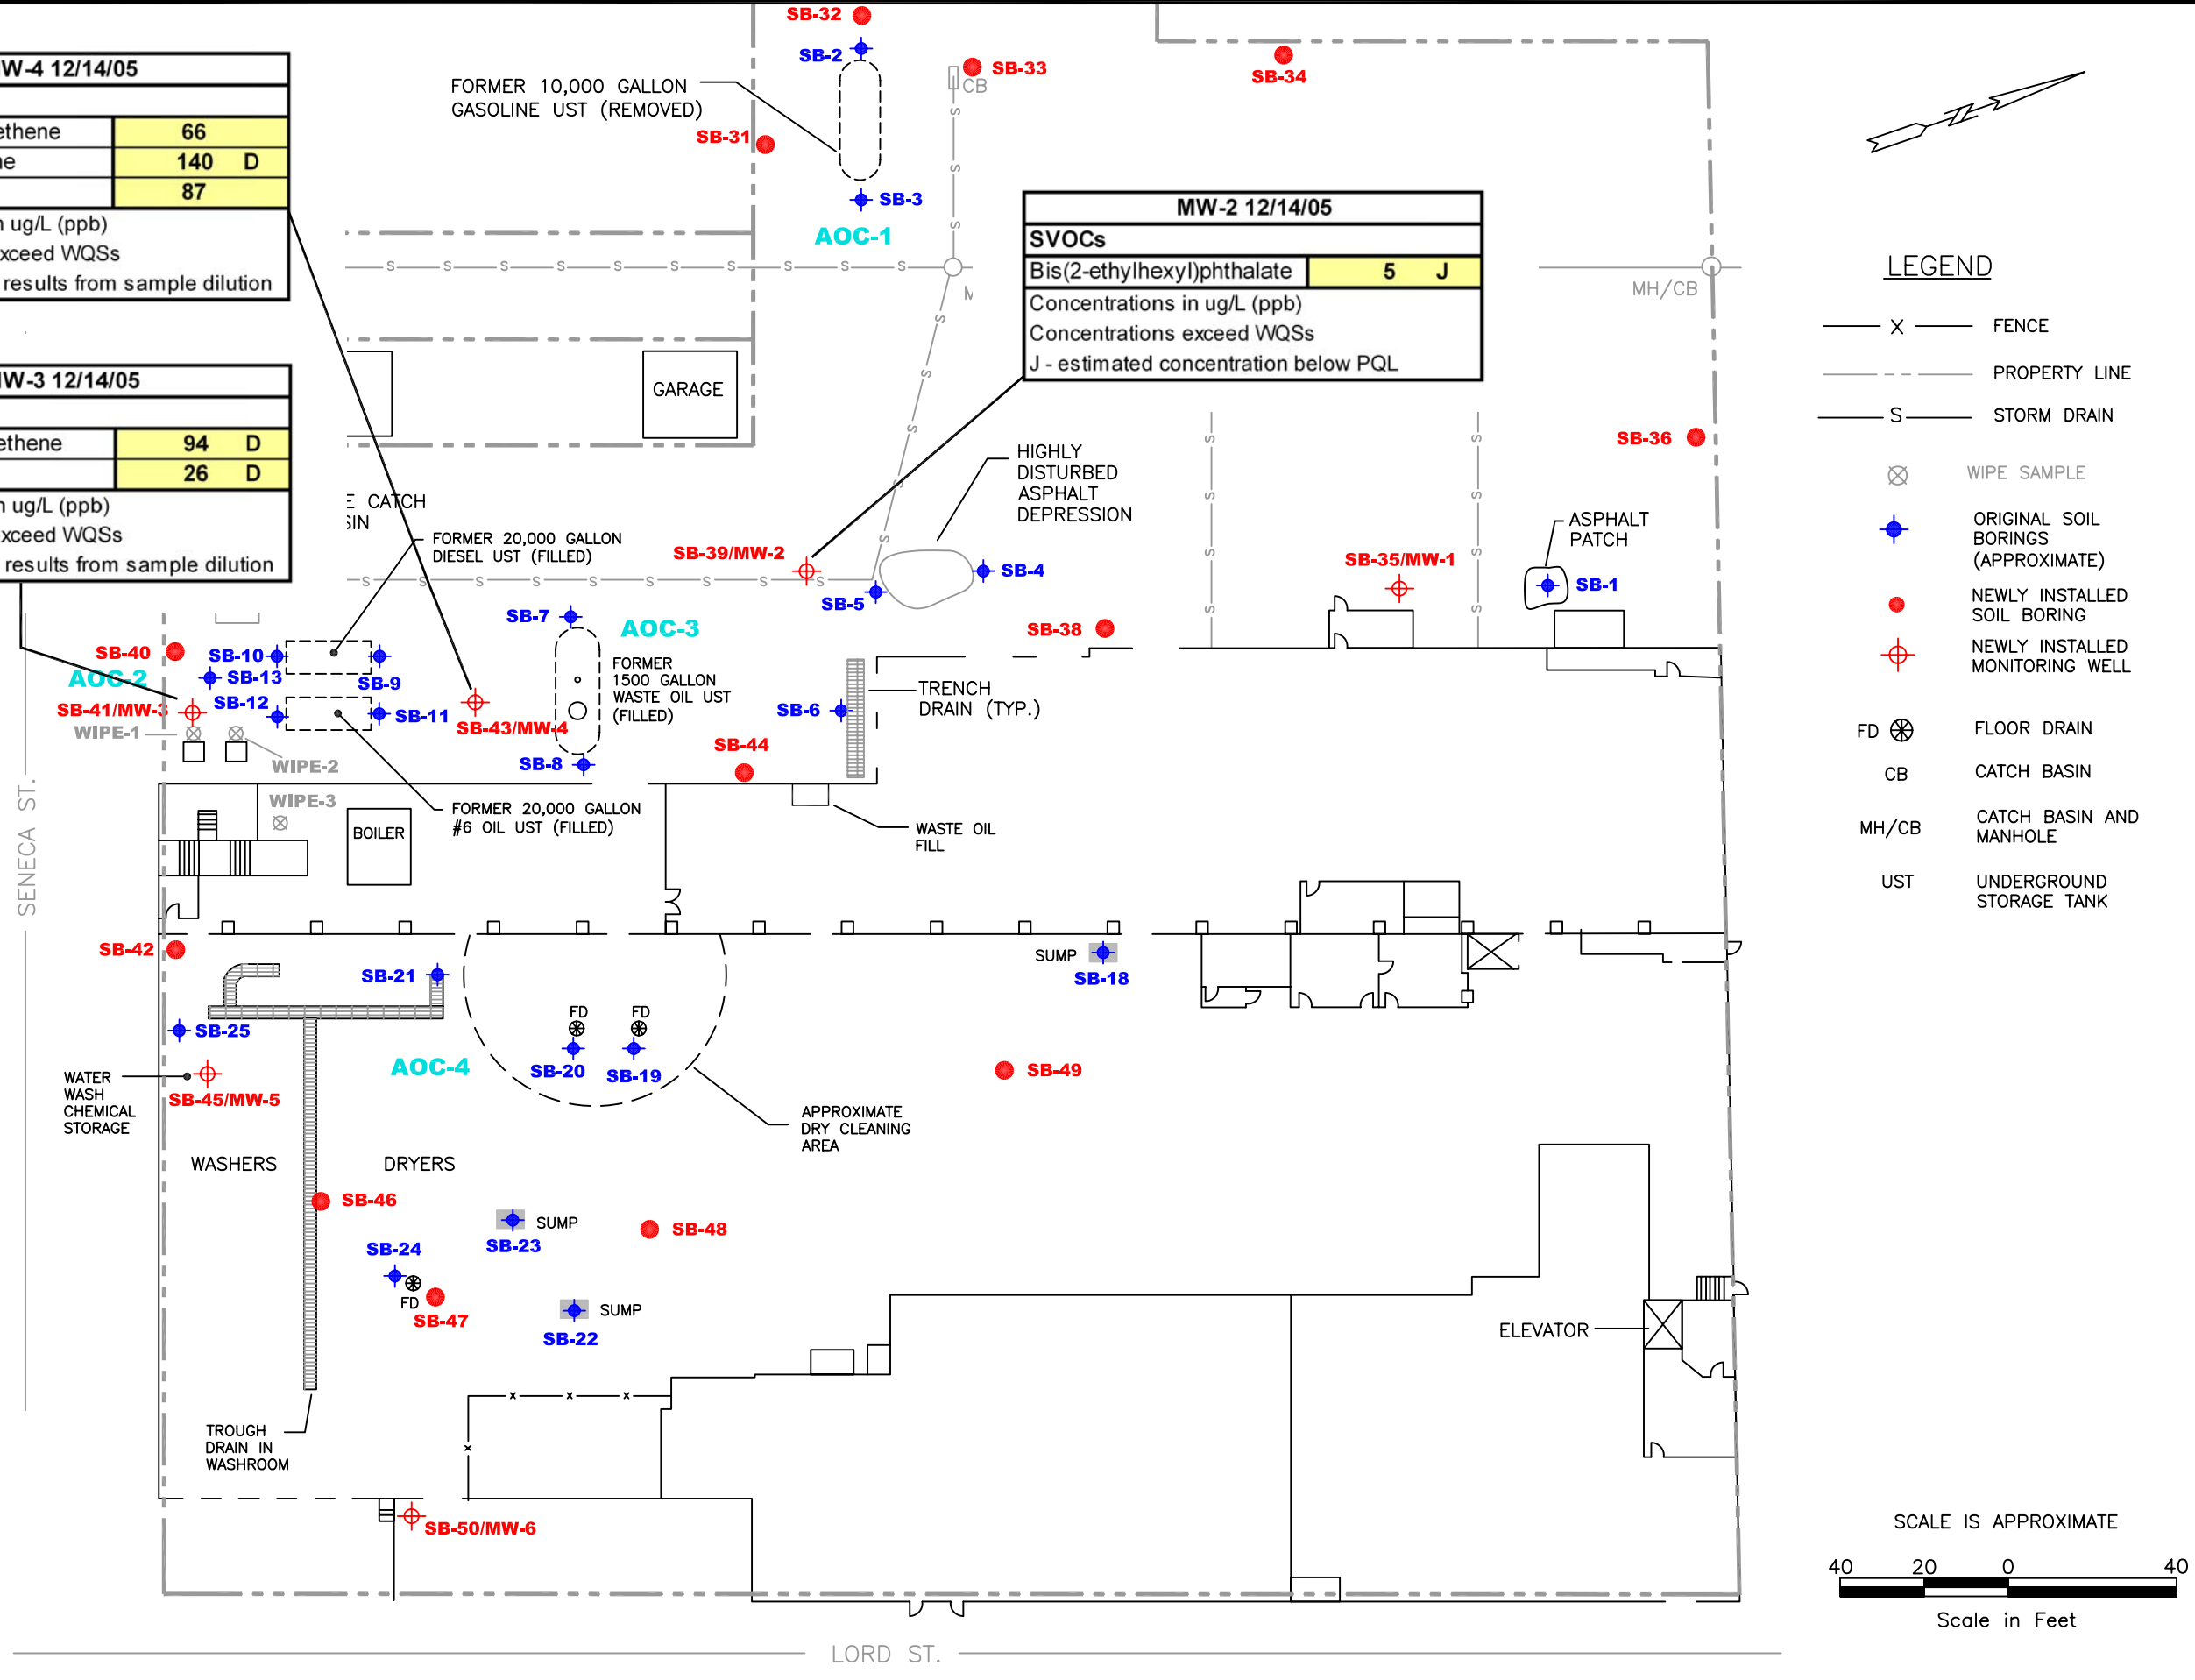 SB-32
SB-2
SB-33
CB
SB-34
FORMER 10,000 GALLON
GASOLINE UST (REMOVED)
SB-31
SB-3
AOC-1
W-4 12/14/05
ethene 66
140 D
87
ug/L (ppb)
xceed WQSs
results from sample dilution
MW-2 12/14/05
SVOCs
Bis(2-ethylhexyl)phthalate 5 J
Concentrations in ug/L (ppb)
Concentrations exceed WQSs
J - estimated concentration below PQL
W-3 12/14/05
ethene 94 D
26 D
ug/L (ppb)
xceed WQSs
results from sample dilution
S S S S S S S S
MH/CB
GARAGE
E CATCH
SIN
FORMER 20,000 GALLON
DIESEL UST (FILLED)
SB-39/MW-2
HIGHLY
DISTURBED
ASPHALT
DEPRESSION
SB-36
ASPHALT
PATCH
SB-35/MW-1
SB-1
SB-4
SB-5
SB-7
AOC-3
SB-38
SB-40
AOC-2
SB-10
SB-13
SB-9
SB-12
SB-11
SB-41/MW-3
SB-43/MW-4
FORMER
1500 GALLON
WASTE OIL UST
(FILLED)
SB-6
TRENCH
DRAIN (TYP.)
WIPE-1
WIPE-2
WIPE-3
SB-44
SB-8
BOILER
FORMER 20,000 GALLON
#6 OIL UST (FILLED)
WASTE OIL
FILL
SENECA ST.
SB-42
SB-21
SUMP
SB-18
SB-25
FD FD
SB-20 SB-19
AOC-4
SB-49
WATER
WASH
CHEMICAL
STORAGE
SB-45/MW-5
APPROXIMATE
DRY CLEANING
AREA
WASHERS
DRYERS
SB-46
SUMP
SB-23
SB-48
SB-24
FD
SB-47
SUMP
SB-22
ELEVATOR
X X X
X
TROUGH
DRAIN IN
WASHROOM
SB-50/MW-6
LORD ST.
LEGEND
X FENCE
PROPERTY LINE
S STORM DRAIN
WIPE SAMPLE
ORIGINAL SOIL
BORINGS
(APPROXIMATE)
NEWLY INSTALLED
SOIL BORING
NEWLY INSTALLED
MONITORING WELL
FD FLOOR DRAIN
CB CATCH BASIN
MH/CB CATCH BASIN AND
MANHOLE
UST UNDERGROUND
STORAGE TANK
SCALE IS APPROXIMATE
40 20 0 40
Scale in Feet